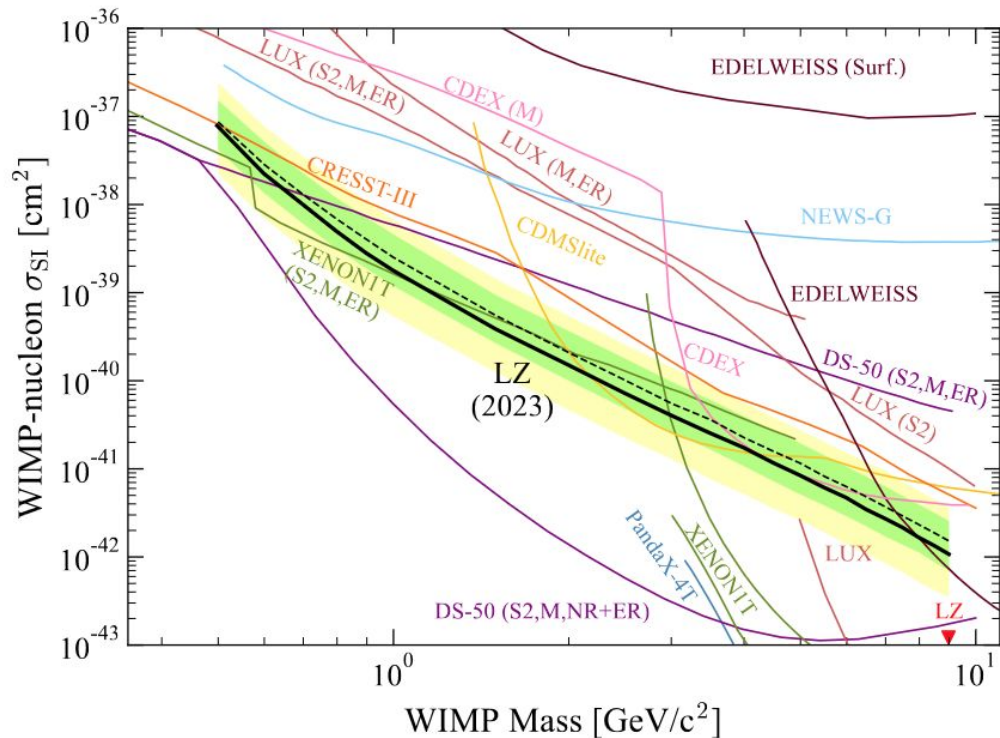 10^-36
10^-37
10^-38
10^-39
10^-40
10^-41
10^-42
10^-43
WIMP-nucleon σ_SI [cm^2]
EDELWEISS (Surf.)
LUX (S2,M,ER)
CDEX (M)
LUX (M,ER)
CRESST-III
NEWS-G
CDMSlite
XENON1T
(S2,M,ER)
EDELWEISS
CDEX
DS-50 (S2,M,ER)
LZ
(2023)
LUX (S2)
PandaX-4T
XENON1T
LUX
DS-50 (S2,M,NR+ER)
LZ
10^0
10^1
WIMP Mass [GeV/c^2]